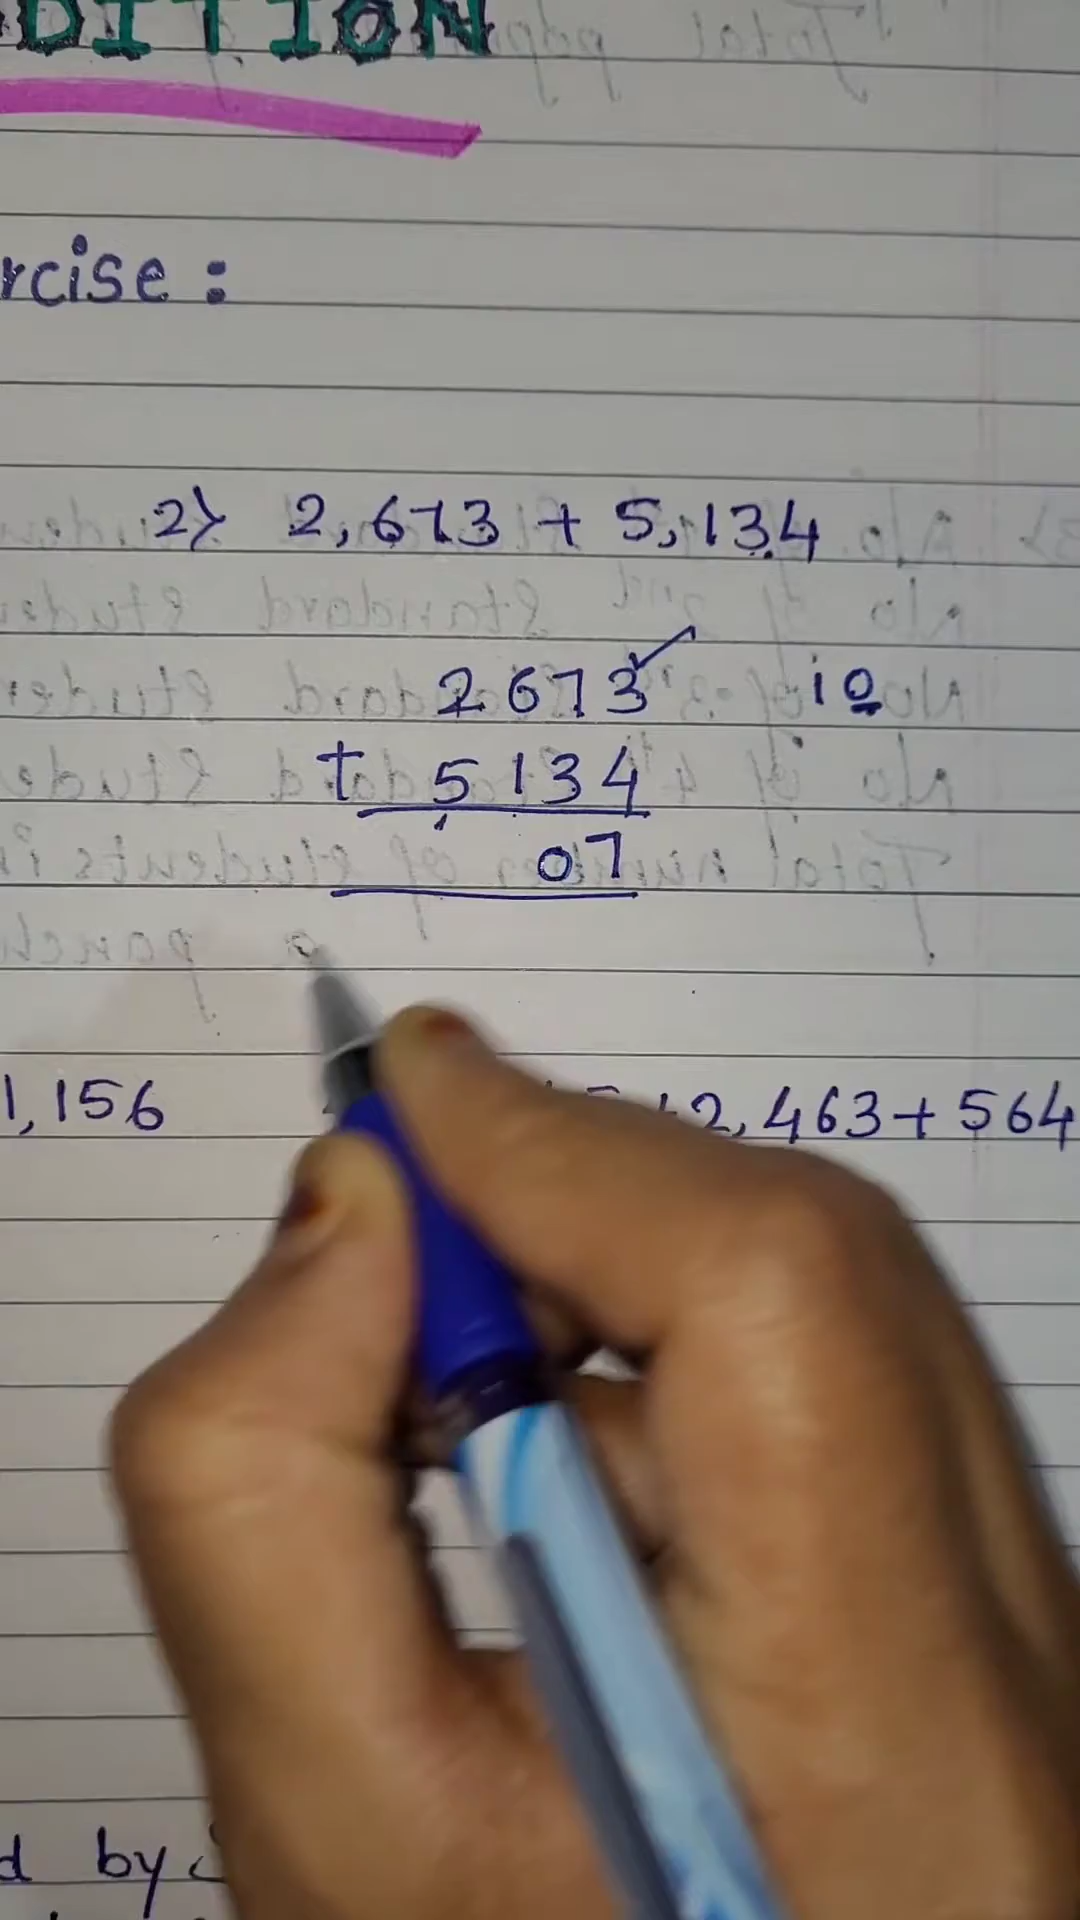 DITION
rcise :
2) 2,673 + 5,134
2673 10
+ 5134
07
1,156 +2,463+564
d by